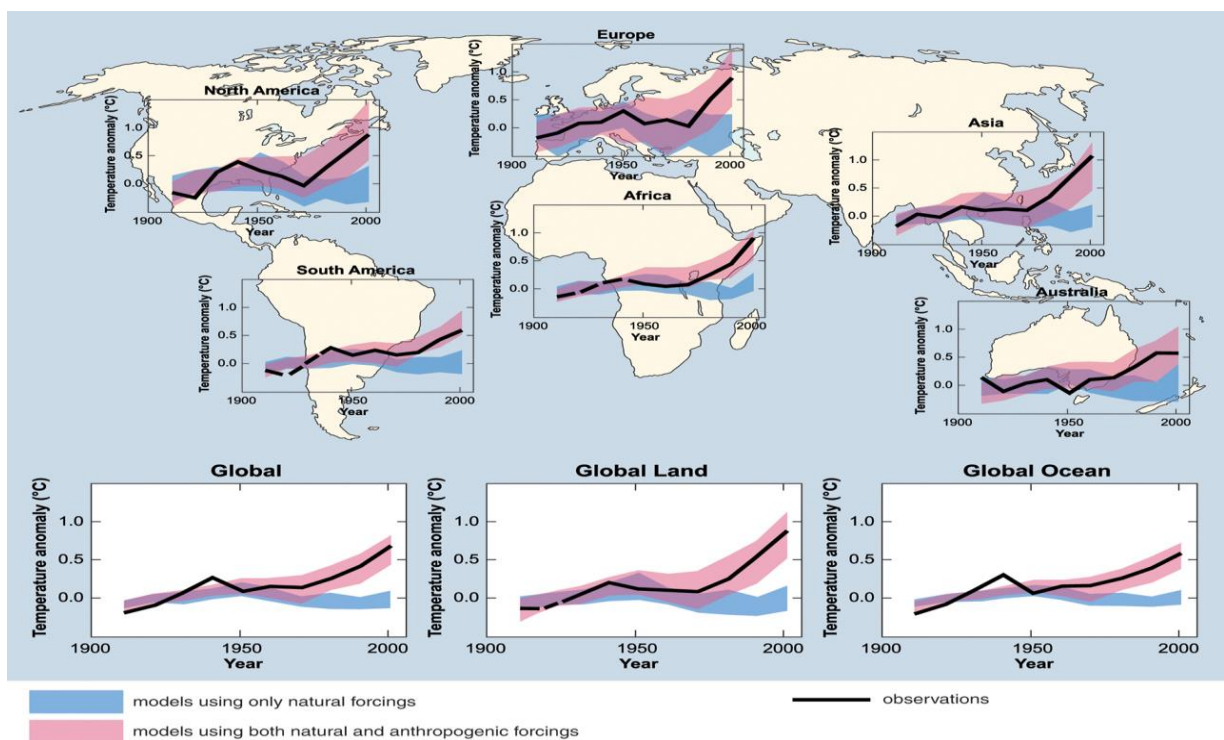 Europe
Temperature anomaly (°C)
1.0
0.5
0.0
1900
1950
2000
Year
North America
Temperature anomaly (°C)
1.0
0.5
0.0
1900
1950
2000
Year
Asia
Temperature anomaly (°C)
1.0
0.5
0.0
1900
1950
2000
Year
Africa
Temperature anomaly (°C)
1.0
0.5
0.0
1900
1950
2000
Year
South America
Temperature anomaly (°C)
1.0
0.5
0.0
1900
1950
2000
Year
Australia
Temperature anomaly (°C)
1.0
0.5
0.0
1900
1950
2000
Year
Global
Temperature anomaly (°C)
1.0
0.5
0.0
1900
1950
2000
Year
Global Land
Temperature anomaly (°C)
1.0
0.5
0.0
1900
1950
2000
Year
Global Ocean
Temperature anomaly (°C)
1.0
0.5
0.0
1900
1950
2000
Year
models using only natural forcings
observations
models using both natural and anthropogenic forcings